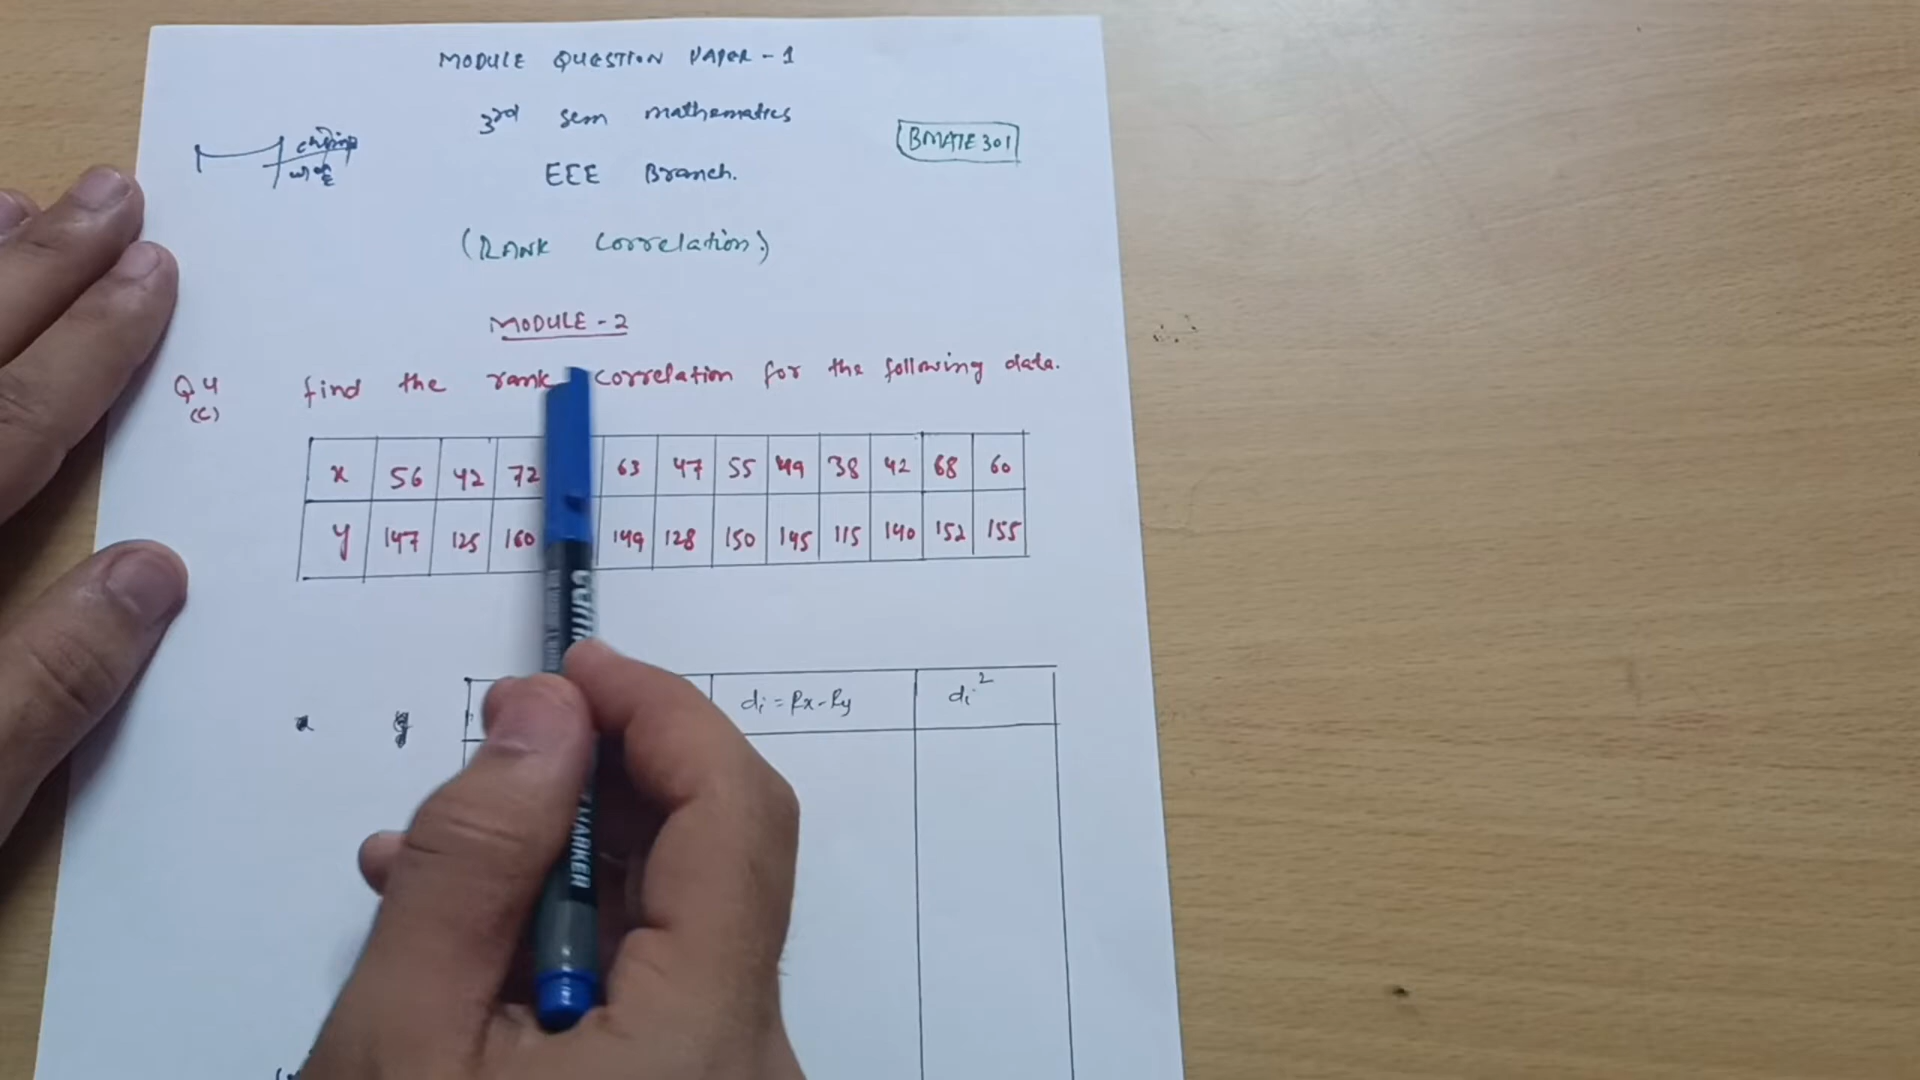 MODULE QUESTION PAPER - 1
3rd sem mathematics
BMATE 301
EEE Branch.
(RANK Correlation)
MODULE - 2
Q4 (c) find the rank correlation for the following data.
x 56 42 72 63 47 55 49 38 42 68 60
y 147 125 160 149 128 150 145 115 140 152 155
x y di = Rx-Ry di²
MARKER